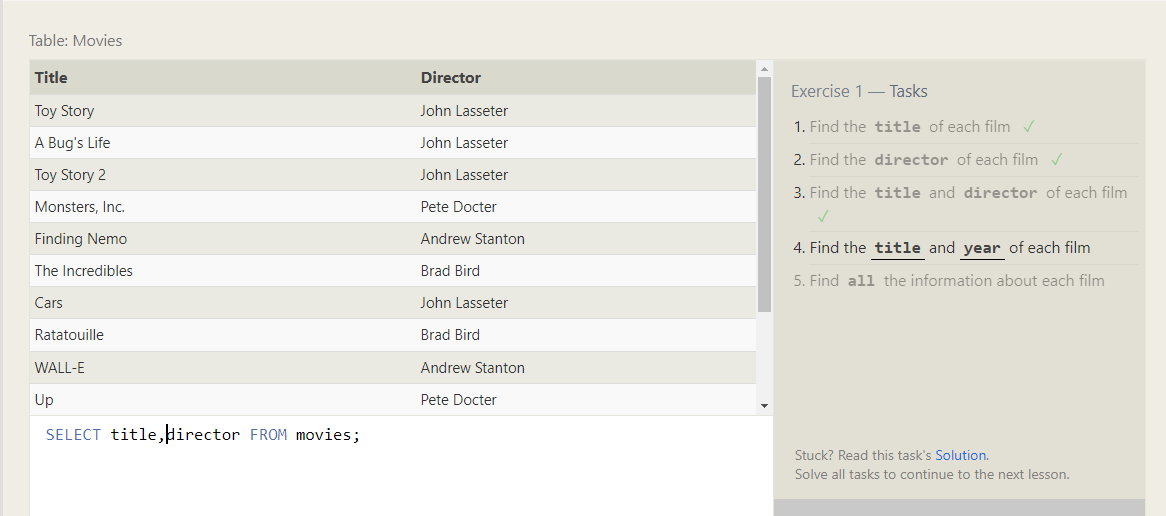 Table: Movies
Title Director
Toy Story John Lasseter
A Bug's Life John Lasseter
Toy Story 2 John Lasseter
Monsters, Inc. Pete Docter
Finding Nemo Andrew Stanton
The Incredibles Brad Bird
Cars John Lasseter
Ratatouille Brad Bird
WALL-E Andrew Stanton
Up Pete Docter
SELECT title,director FROM movies;
Exercise 1 — Tasks
1. Find the title of each film ✓
2. Find the director of each film ✓
3. Find the title and director of each film
✓
4. Find the title and year of each film
5. Find all the information about each film
Stuck? Read this task's Solution.
Solve all tasks to continue to the next lesson.